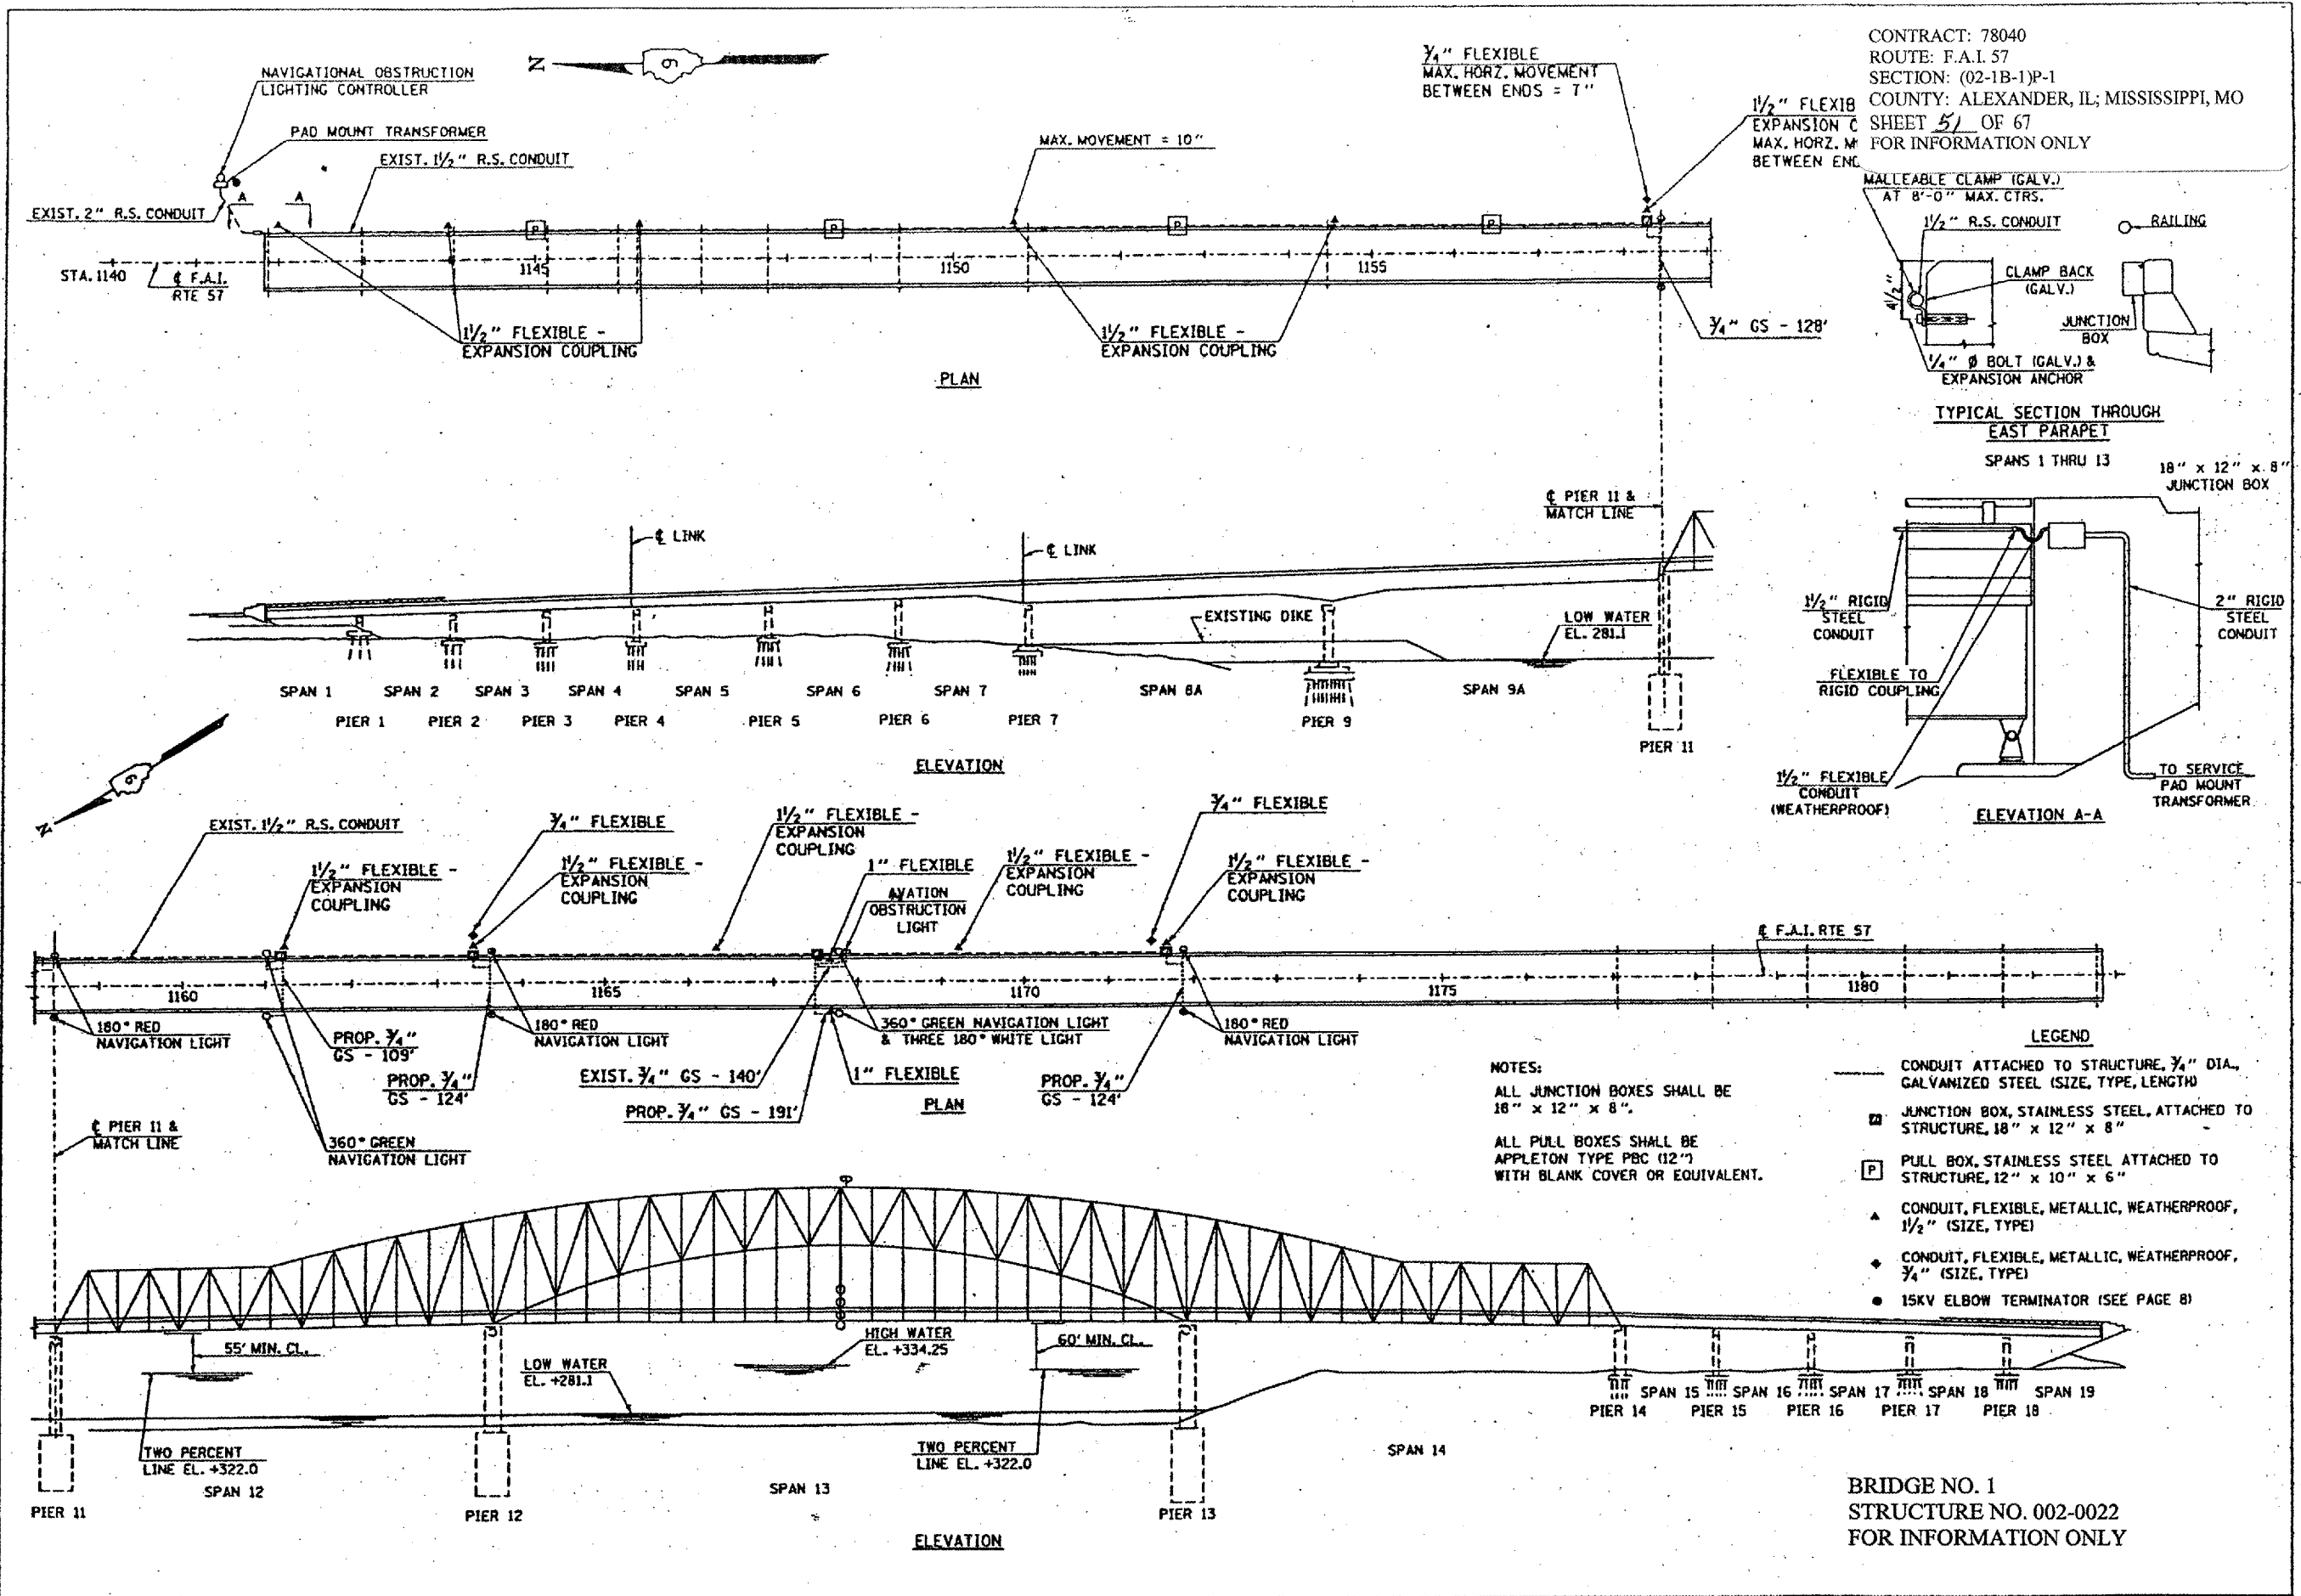 CONTRACT: 78040
ROUTE: F.A.I. 57
SECTION: (02-1B-1)P-1
COUNTY: ALEXANDER, IL; MISSISSIPPI, MO
SHEET 51 OF 67
FOR INFORMATION ONLY
N
6
NAVIGATIONAL OBSTRUCTION
LIGHTING CONTROLLER
PAD MOUNT TRANSFORMER
EXIST. 1½" R.S. CONDUIT
EXIST. 2" R.S. CONDUIT
A
A
MAX. MOVEMENT = 10"
¾" FLEXIBLE
MAX. HORZ. MOVEMENT
BETWEEN ENDS = 7"
1½" FLEXIB
EXPANSION C
MAX. HORZ. M
BETWEEN END
P
P
P
P
STA. 1140
℄ F.A.I.
RTE 57
1145
1150
1155
1½" FLEXIBLE -
EXPANSION COUPLING
1½" FLEXIBLE -
EXPANSION COUPLING
¾" GS - 128'
PLAN
MALLEABLE CLAMP (GALV.)
AT 8'-0" MAX. CTRS.
1½" R.S. CONDUIT
RAILING
CLAMP BACK
(GALV.)
4½"
JUNCTION
BOX
¼" Ø BOLT (GALV.) &
EXPANSION ANCHOR
TYPICAL SECTION THROUGH
EAST PARAPET
SPANS 1 THRU 13
℄ LINK
℄ LINK
℄ PIER 11 &
MATCH LINE
EXISTING DIKE
LOW WATER
EL. 281.1
SPAN 1
SPAN 2
SPAN 3
SPAN 4
SPAN 5
SPAN 6
SPAN 7
SPAN 8A
SPAN 9A
PIER 1
PIER 2
PIER 3
PIER 4
PIER 5
PIER 6
PIER 7
PIER 9
PIER 11
ELEVATION
18" x 12" x 8"
JUNCTION BOX
1½" RIGID
STEEL
CONDUIT
2" RIGID
STEEL
CONDUIT
FLEXIBLE TO
RIGID COUPLING
1½" FLEXIBLE
CONDUIT
(WEATHERPROOF)
TO SERVICE
PAD MOUNT
TRANSFORMER
ELEVATION A-A
N
6
EXIST. 1½" R.S. CONDUIT
1½" FLEXIBLE -
EXPANSION
COUPLING
¾" FLEXIBLE
1½" FLEXIBLE -
EXPANSION
COUPLING
1½" FLEXIBLE -
EXPANSION
COUPLING
1" FLEXIBLE
AVATION
OBSTRUCTION
LIGHT
1½" FLEXIBLE -
EXPANSION
COUPLING
¾" FLEXIBLE
1½" FLEXIBLE -
EXPANSION
COUPLING
℄ F.A.I. RTE 57
1160
1165
1170
1175
1180
180° RED
NAVIGATION LIGHT
PROP. ¾"
GS - 109'
PROP. ¾"
GS - 124'
180° RED
NAVIGATION LIGHT
EXIST. ¾" GS - 140'
PROP. ¾" GS - 191'
360° GREEN NAVIGATION LIGHT
& THREE 180° WHITE LIGHT
1" FLEXIBLE
PROP. ¾"
GS - 124'
180° RED
NAVIGATION LIGHT
℄ PIER 11 &
MATCH LINE
360° GREEN
NAVIGATION LIGHT
PLAN
NOTES:
ALL JUNCTION BOXES SHALL BE
18" x 12" x 8".
ALL PULL BOXES SHALL BE
APPLETON TYPE PBC (12")
WITH BLANK COVER OR EQUIVALENT.
LEGEND
CONDUIT ATTACHED TO STRUCTURE, ¾" DIA.,
GALVANIZED STEEL (SIZE, TYPE, LENGTH)
JUNCTION BOX, STAINLESS STEEL, ATTACHED TO
STRUCTURE, 18" x 12" x 8"
P
PULL BOX, STAINLESS STEEL ATTACHED TO
STRUCTURE, 12" x 10" x 6"
CONDUIT, FLEXIBLE, METALLIC, WEATHERPROOF,
1½" (SIZE, TYPE)
CONDUIT, FLEXIBLE, METALLIC, WEATHERPROOF,
¾" (SIZE, TYPE)
15KV ELBOW TERMINATOR (SEE PAGE 8)
55' MIN. CL.
LOW WATER
EL. +281.1
HIGH WATER
EL. +334.25
60' MIN. CL.
TWO PERCENT
LINE EL. +322.0
TWO PERCENT
LINE EL. +322.0
SPAN 12
SPAN 13
SPAN 14
SPAN 15
SPAN 16
SPAN 17
SPAN 18
SPAN 19
PIER 11
PIER 12
PIER 13
PIER 14
PIER 15
PIER 16
PIER 17
PIER 18
ELEVATION
BRIDGE NO. 1
STRUCTURE NO. 002-0022
FOR INFORMATION ONLY